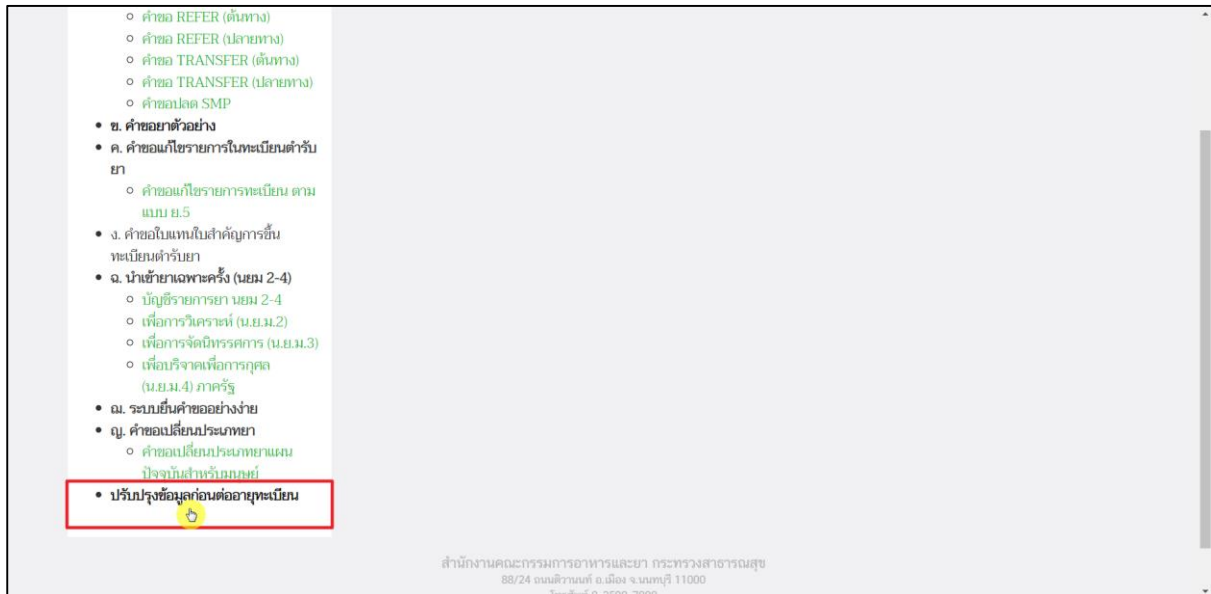 คำขอ REFER (ต้นทาง)
คำขอ REFER (ปลายทาง)
คำขอ TRANSFER (ต้นทาง)
คำขอ TRANSFER (ปลายทาง)
คำขอปลด SMP
ข. คำขอยาตัวอย่าง
ค. คำขอแก้ไขรายการในทะเบียนตำรับ
ยา
คำขอแก้ไขรายการทะเบียน ตาม
แบบ ย.5
ง. คำขอใบแทนใบสำคัญการขึ้น
ทะเบียนตำรับยา
ฉ. นำเข้ายาเฉพาะครั้ง (นยม 2-4)
บัญชีรายการยา นยม 2-4
เพื่อการวิเคราะห์ (น.ย.ม.2)
เพื่อการจัดนิทรรศการ (น.ย.ม.3)
เพื่อบริจาคเพื่อการกุศล
(น.ย.ม.4) ภาครัฐ
ฌ. ระบบยื่นคำขออย่างง่าย
ญ. คำขอเปลี่ยนประเภทยา
คำขอเปลี่ยนประเภทยาแผน
ปัจจุบันสำหรับมนุษย์
ปรับปรุงข้อมูลก่อนต่ออายุทะเบียน
สำนักงานคณะกรรมการอาหารและยา กระทรวงสาธารณสุข
88/24 ถนนติวานนท์ อ.เมือง จ.นนทบุรี 11000